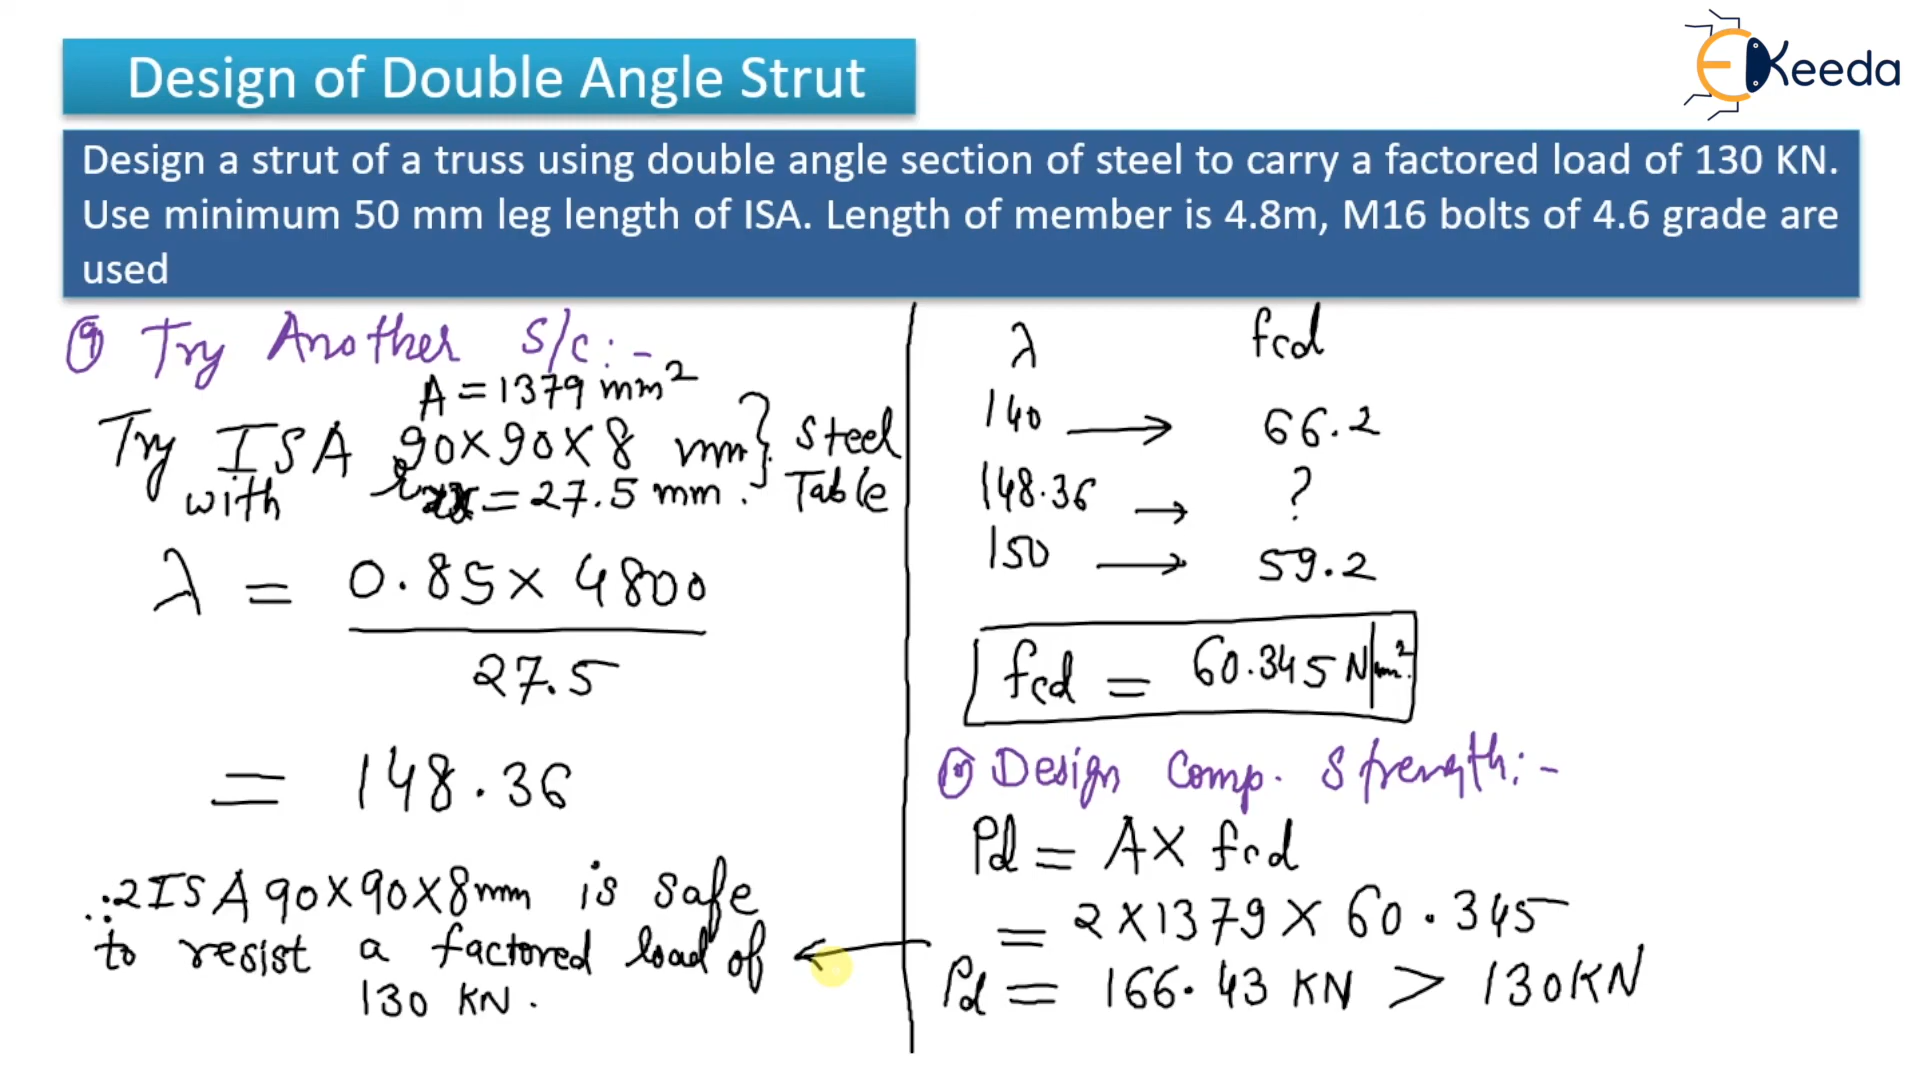 Design of Double Angle Strut
EKeeda
Design a strut of a truss using double angle section of steel to carry a factored load of 130 KN.
Use minimum 50 mm leg length of ISA. Length of member is 4.8m, M16 bolts of 4.6 grade are
used
⑨ Try Another S/c:-
A = 1379 mm²
Try ISA 90×90×8 mm } Steel
with rxx = 27.5 mm. Table
λ = 0.85 × 4800
27.5
= 148.36
∴ 2 ISA 90×90×8mm is safe
to resist a factored load of
130 KN.
λ fcd
140 → 66.2
148.36 → ?
150 → 59.2
fcd = 60.345 N/mm².
⑩ Design Comp. Strength:-
Pd = A× fcd
= 2×1379× 60.345
Pd = 166.43 KN > 130KN